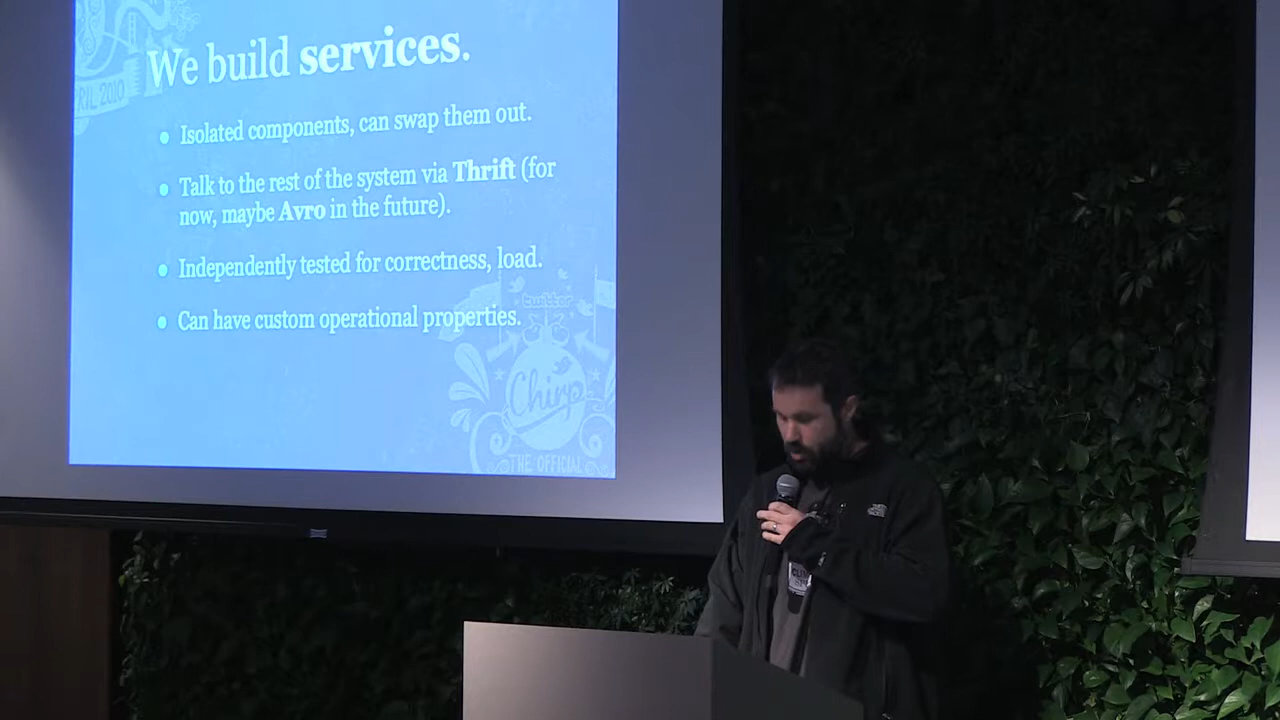 We build services.
RIL 2010
Isolated components, can swap them out.
Talk to the rest of the system via Thrift (for
now, maybe Avro in the future).
Independently tested for correctness, load.
Can have custom operational properties.
twitter
Chirp
THE OFFICIAL